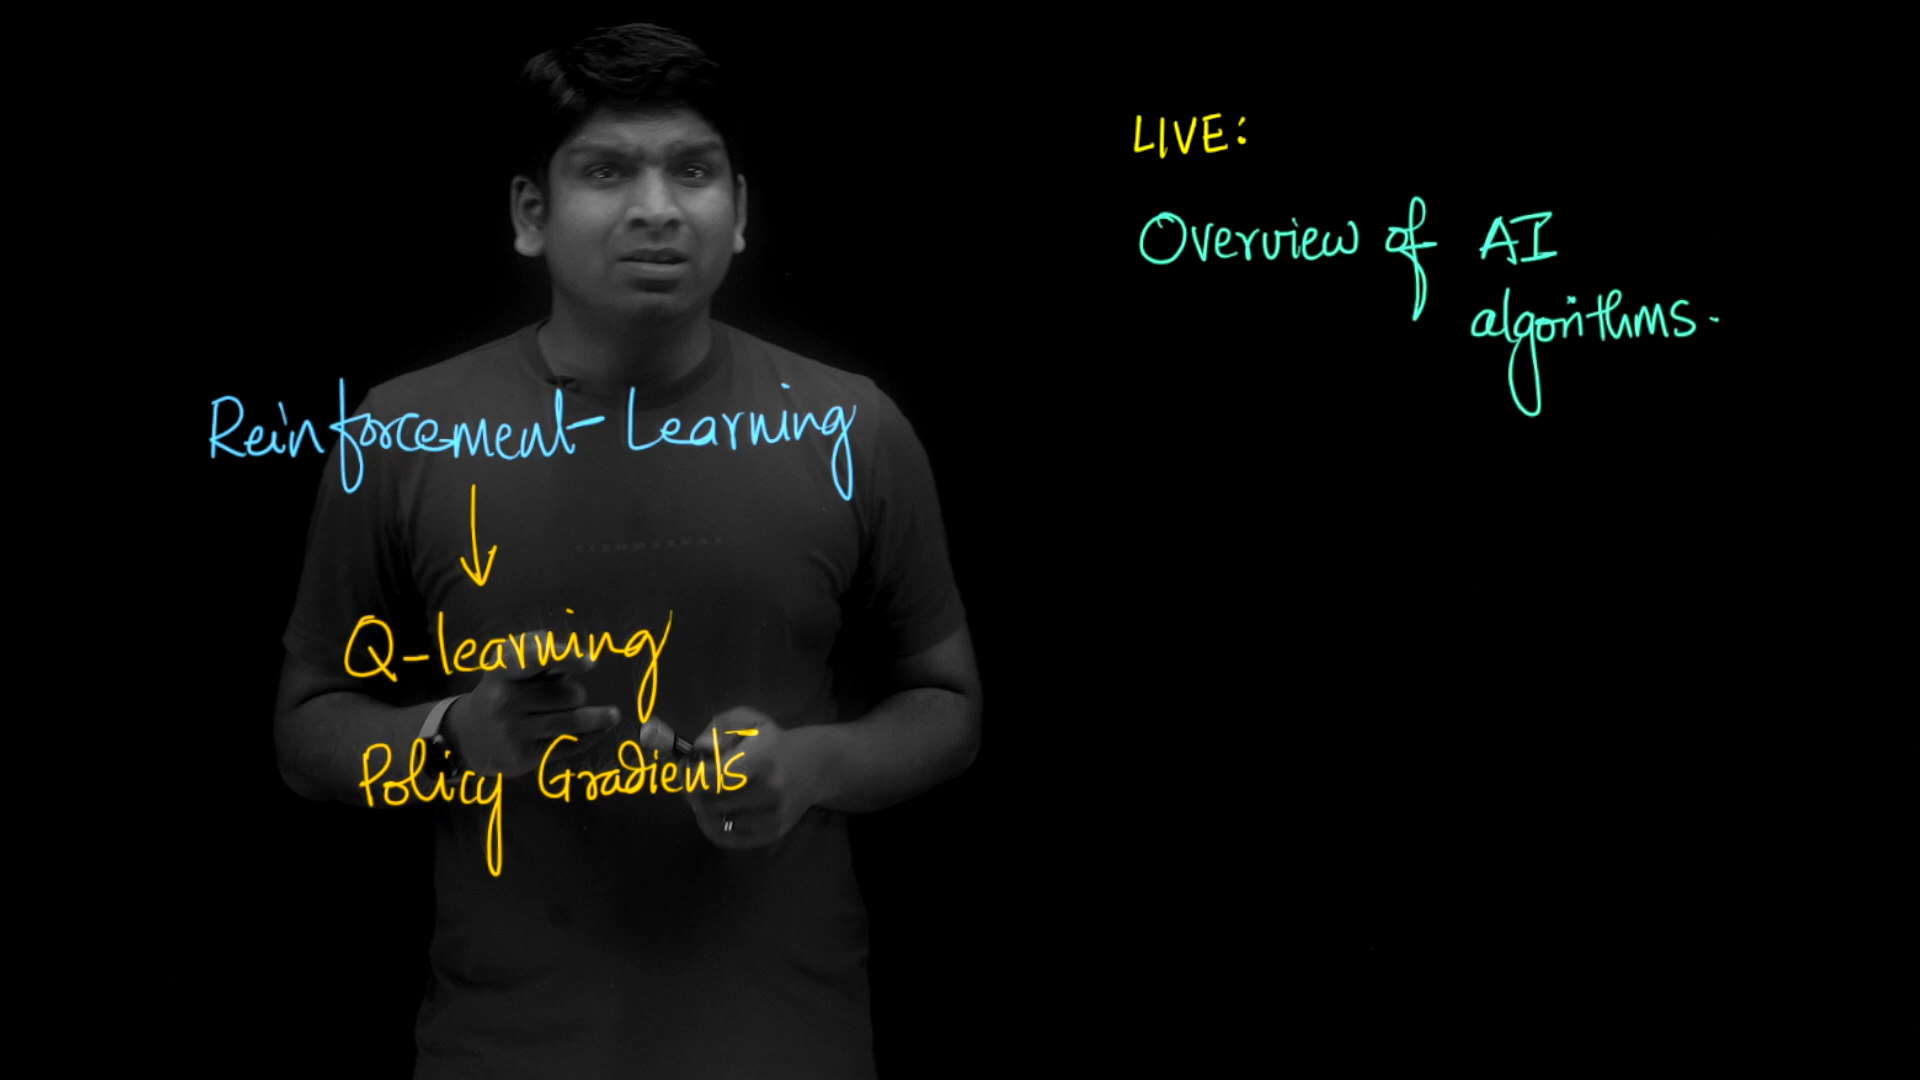 LIVE:
Overview of AI
algorithms.
Reinforcement Learning
Q-learning
Policy Gradients